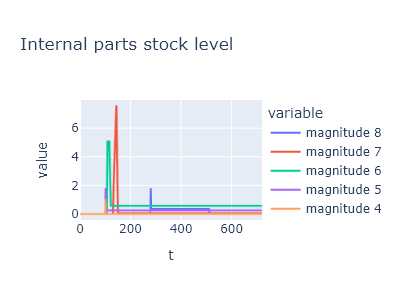 Internal parts stock level
variable
magnitude 8
magnitude 7
magnitude 6
magnitude 5
magnitude 4
value
6
4
2
0
0 200 400 600
t